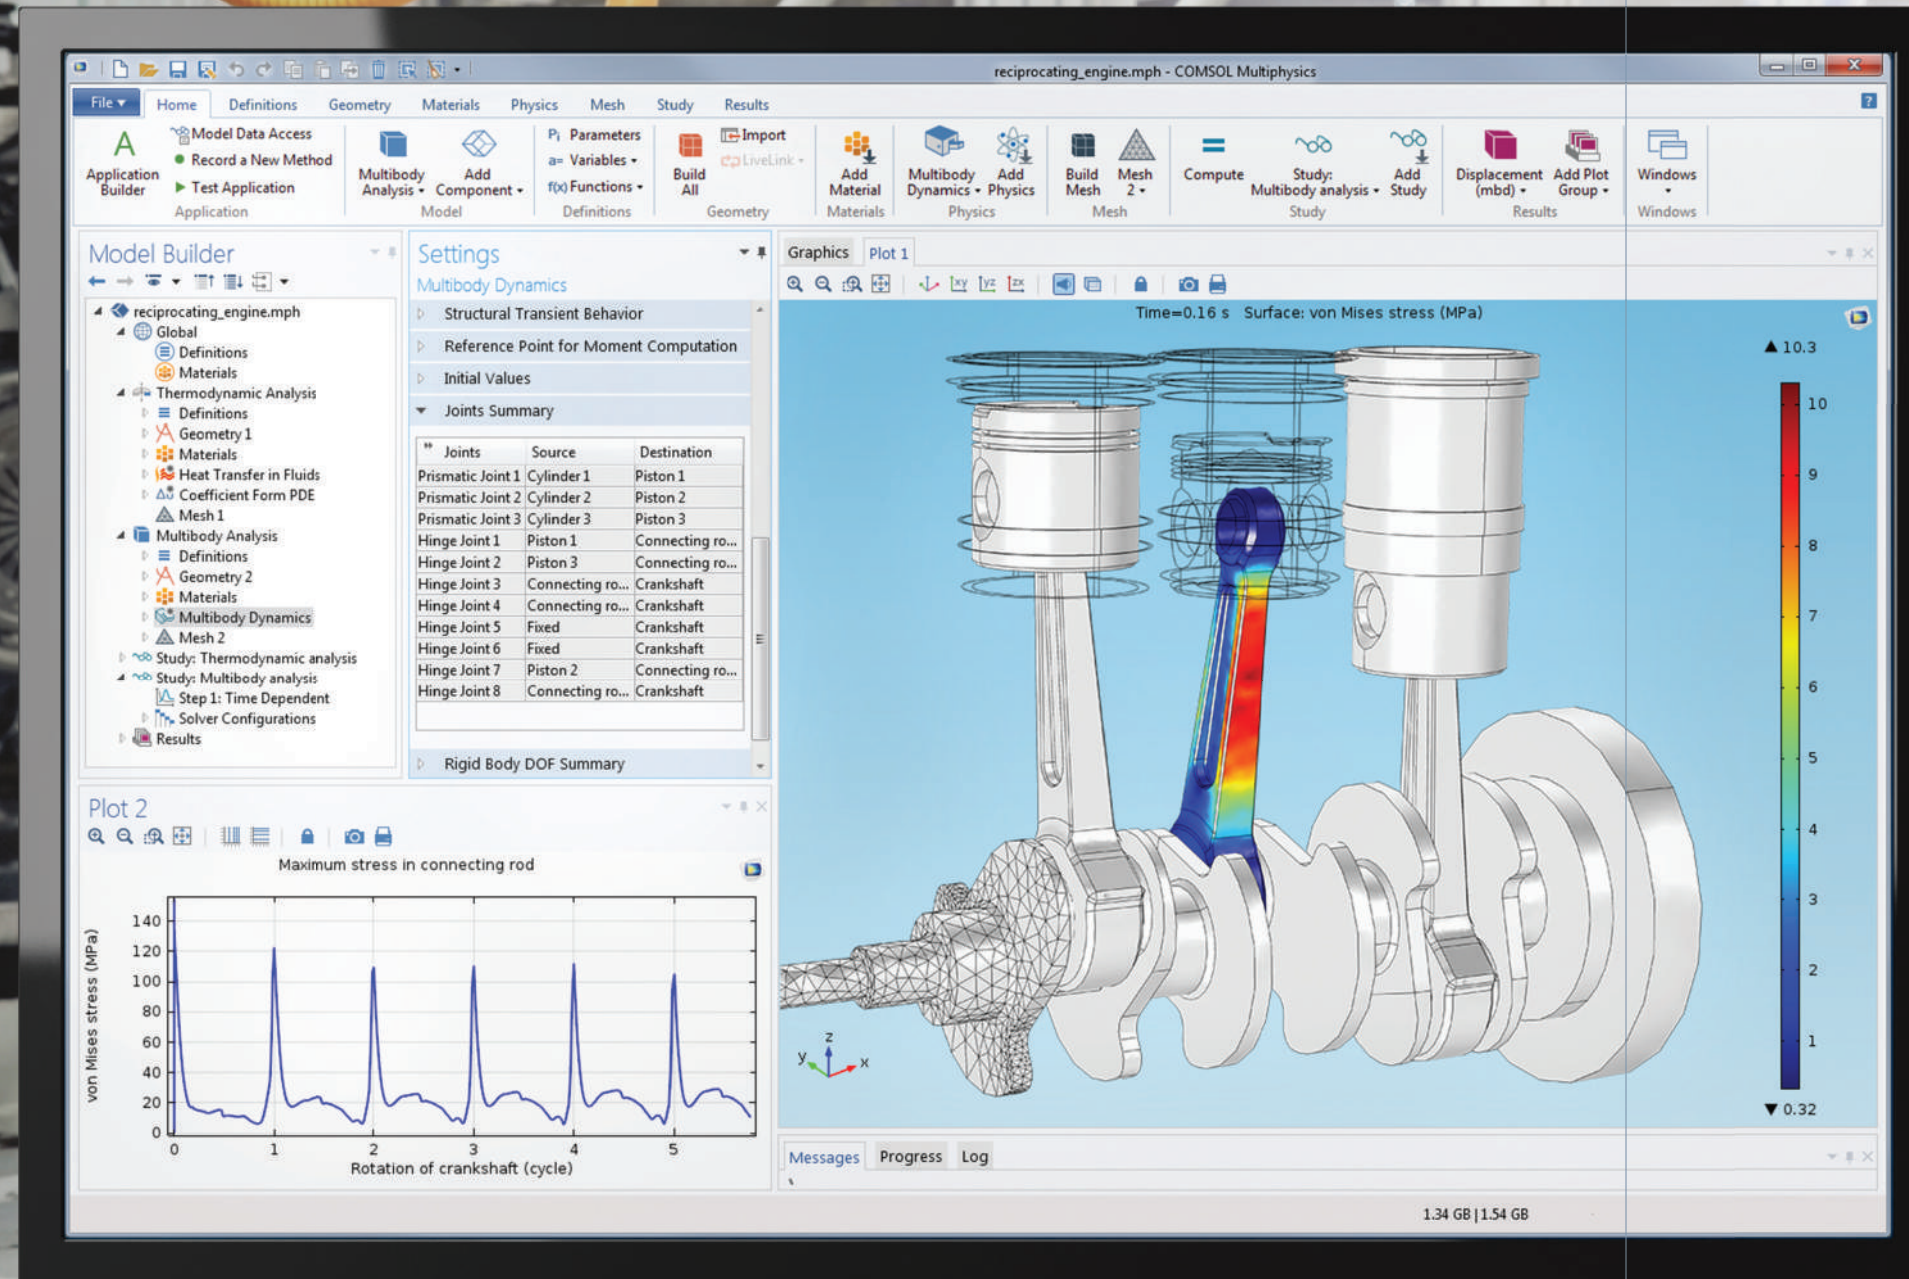 reciprocating_engine.mph - COMSOL Multiphysics
File Home Definitions Geometry Materials Physics Mesh Study Results
Application Builder
Model Data Access
Record a New Method
Test Application
Application
Multibody Analysis
Add Component
Model
Pi Parameters
a= Variables
f(x) Functions
Definitions
Build All
Import
LiveLink
Geometry
Add Material
Materials
Multibody Dynamics
Add Physics
Physics
Build Mesh
Mesh 2
Mesh
Compute
Study: Multibody analysis
Add Study
Study
Displacement (mbd)
Add Plot Group
Results
Windows
Windows
Model Builder
reciprocating_engine.mph
Global
Definitions
Materials
Thermodynamic Analysis
Definitions
Geometry 1
Materials
Heat Transfer in Fluids
Coefficient Form PDE
Mesh 1
Multibody Analysis
Definitions
Geometry 2
Materials
Multibody Dynamics
Mesh 2
Study: Thermodynamic analysis
Study: Multibody analysis
Step 1: Time Dependent
Solver Configurations
Results
Settings
Multibody Dynamics
Structural Transient Behavior
Reference Point for Moment Computation
Initial Values
Joints Summary
" Joints Source Destination
Prismatic Joint 1 Cylinder 1 Piston 1
Prismatic Joint 2 Cylinder 2 Piston 2
Prismatic Joint 3 Cylinder 3 Piston 3
Hinge Joint 1 Piston 1 Connecting ro...
Hinge Joint 2 Piston 3 Connecting ro...
Hinge Joint 3 Connecting ro... Crankshaft
Hinge Joint 4 Connecting ro... Crankshaft
Hinge Joint 5 Fixed Crankshaft
Hinge Joint 6 Fixed Crankshaft
Hinge Joint 7 Piston 2 Connecting ro...
Hinge Joint 8 Connecting ro... Crankshaft
Rigid Body DOF Summary
Graphics Plot 1
xy yz zx
Time=0.16 s Surface: von Mises stress (MPa)
▲ 10.3
10
9
8
7
6
5
4
3
2
1
▼ 0.32
z
y x
Plot 2
Maximum stress in connecting rod
von Mises stress (MPa)
140
120
100
80
60
40
20
0
0 1 2 3 4 5
Rotation of crankshaft (cycle)
Messages Progress Log
1.34 GB | 1.54 GB